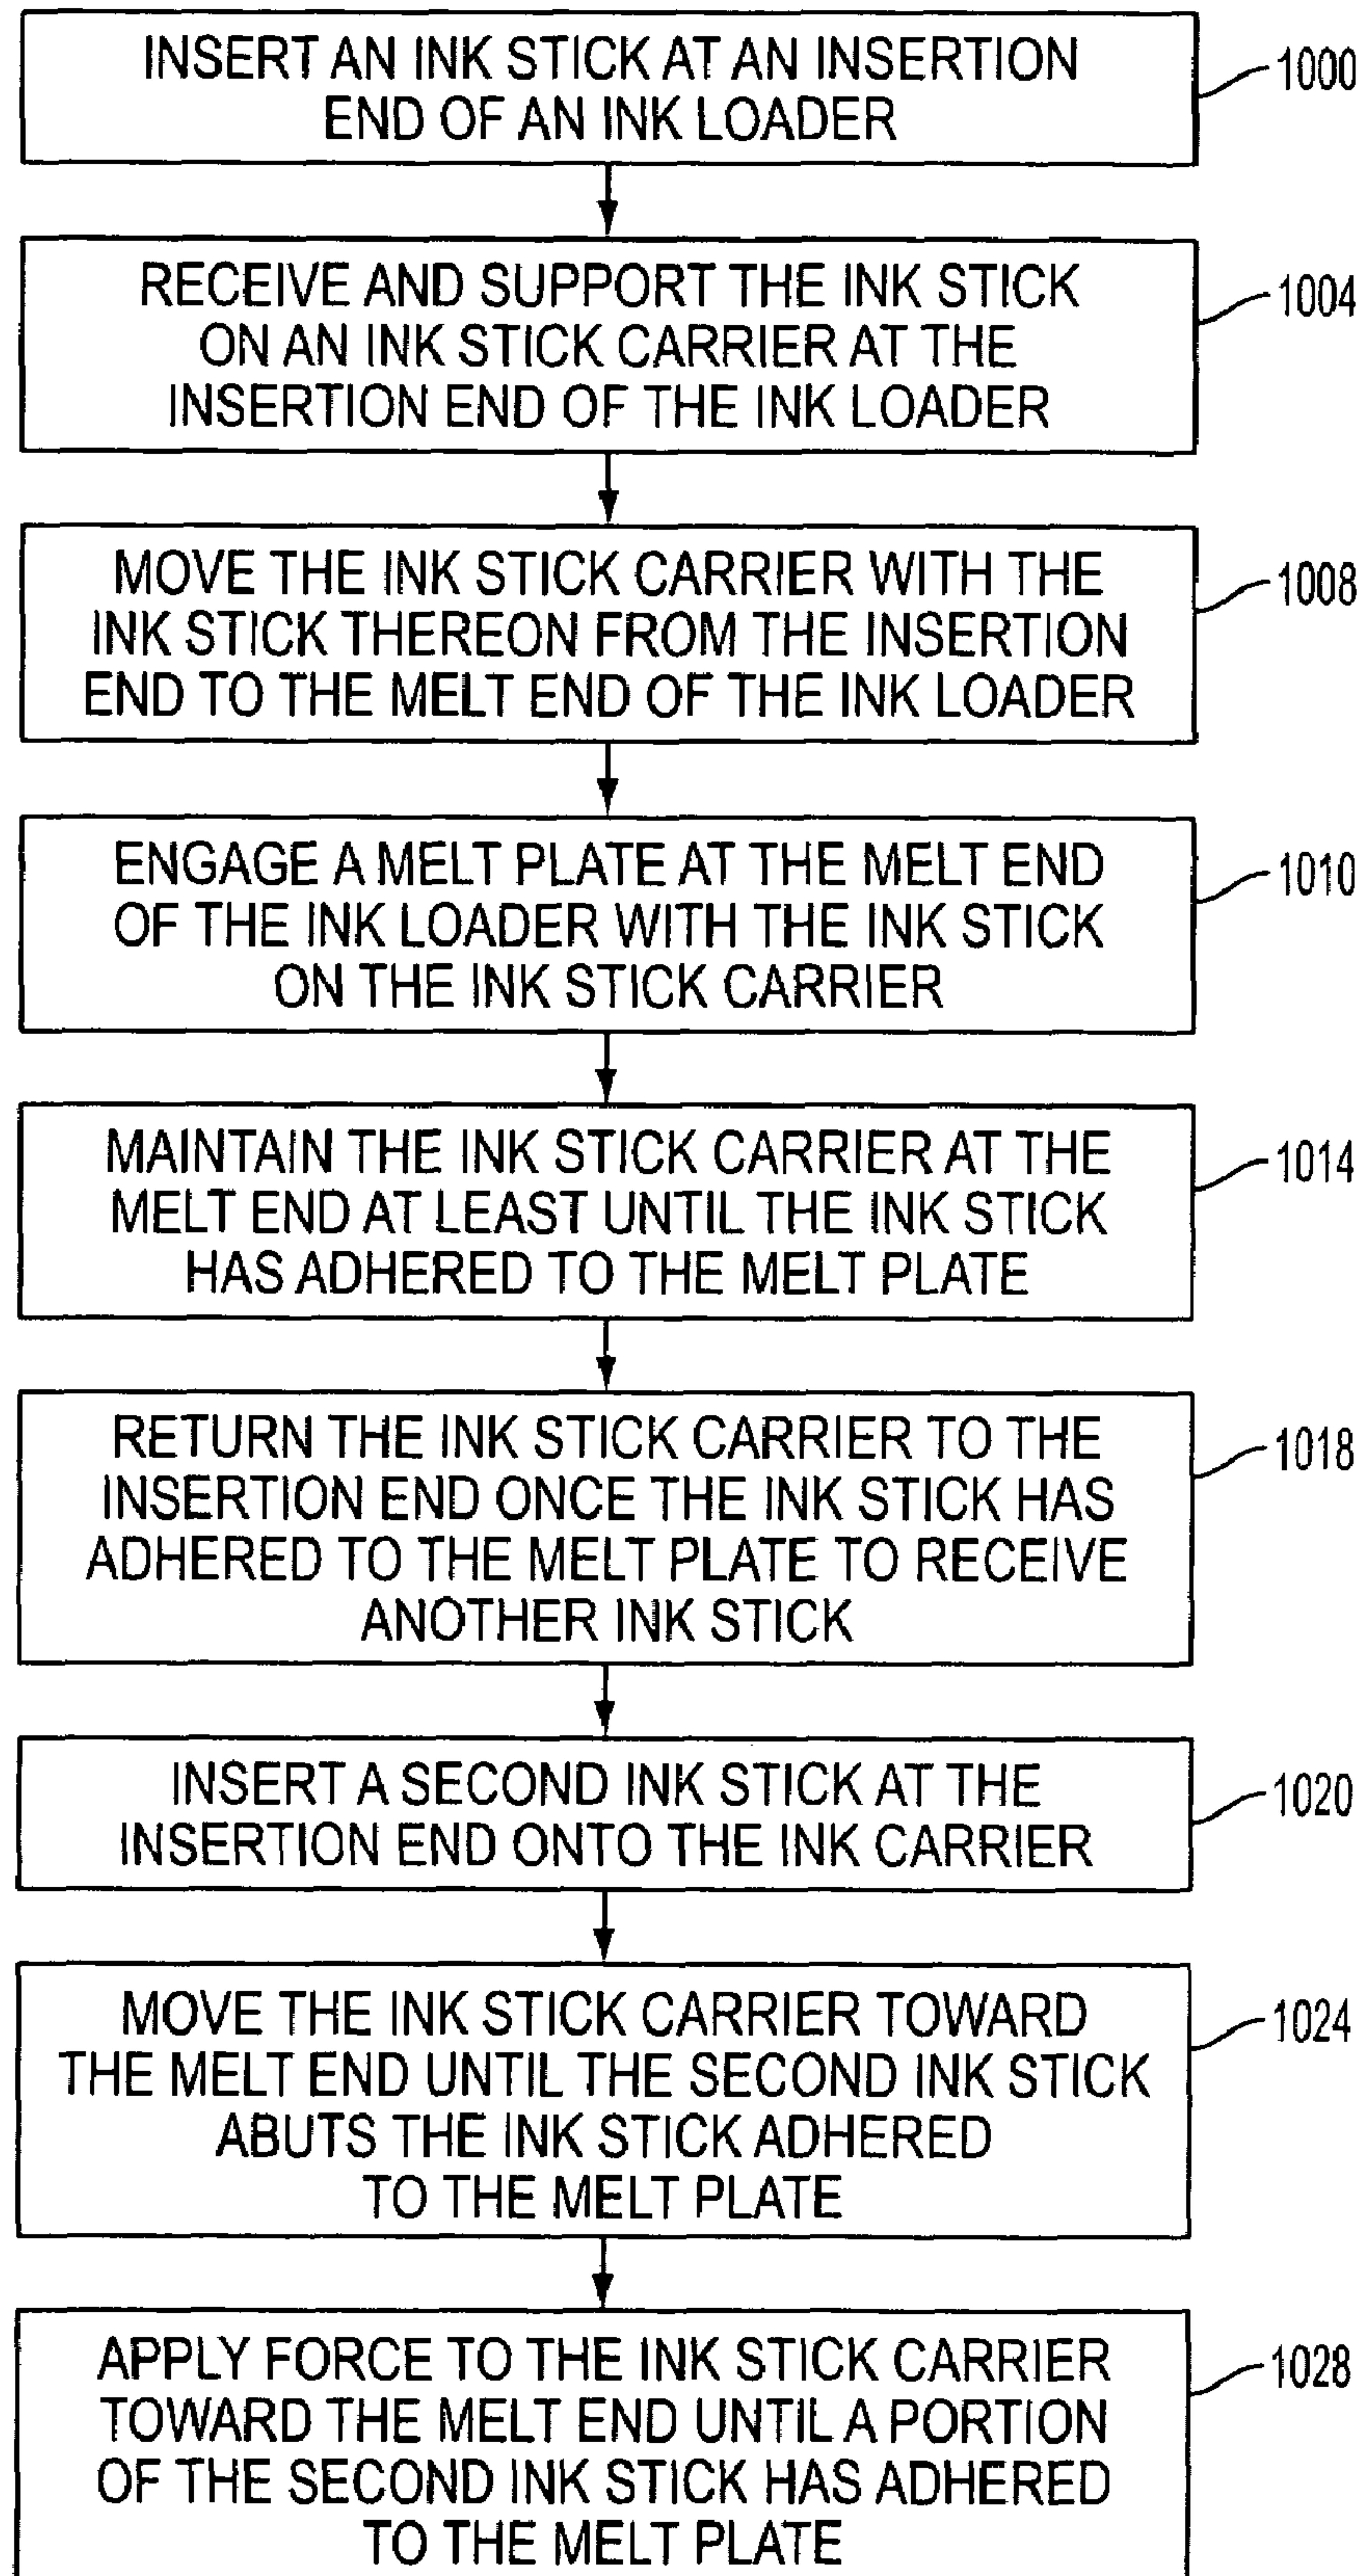 INSERT AN INK STICK AT AN INSERTION
END OF AN INK LOADER
1000
RECEIVE AND SUPPORT THE INK STICK
ON AN INK STICK CARRIER AT THE
INSERTION END OF THE INK LOADER
1004
MOVE THE INK STICK CARRIER WITH THE
INK STICK THEREON FROM THE INSERTION
END TO THE MELT END OF THE INK LOADER
1008
ENGAGE A MELT PLATE AT THE MELT END
OF THE INK LOADER WITH THE INK STICK
ON THE INK STICK CARRIER
1010
MAINTAIN THE INK STICK CARRIER AT THE
MELT END AT LEAST UNTIL THE INK STICK
HAS ADHERED TO THE MELT PLATE
1014
RETURN THE INK STICK CARRIER TO THE
INSERTION END ONCE THE INK STICK HAS
ADHERED TO THE MELT PLATE TO RECEIVE
ANOTHER INK STICK
1018
INSERT A SECOND INK STICK AT THE
INSERTION END ONTO THE INK CARRIER
1020
MOVE THE INK STICK CARRIER TOWARD
THE MELT END UNTIL THE SECOND INK STICK
ABUTS THE INK STICK ADHERED
TO THE MELT PLATE
1024
APPLY FORCE TO THE INK STICK CARRIER
TOWARD THE MELT END UNTIL A PORTION
OF THE SECOND INK STICK HAS ADHERED
TO THE MELT PLATE
1028